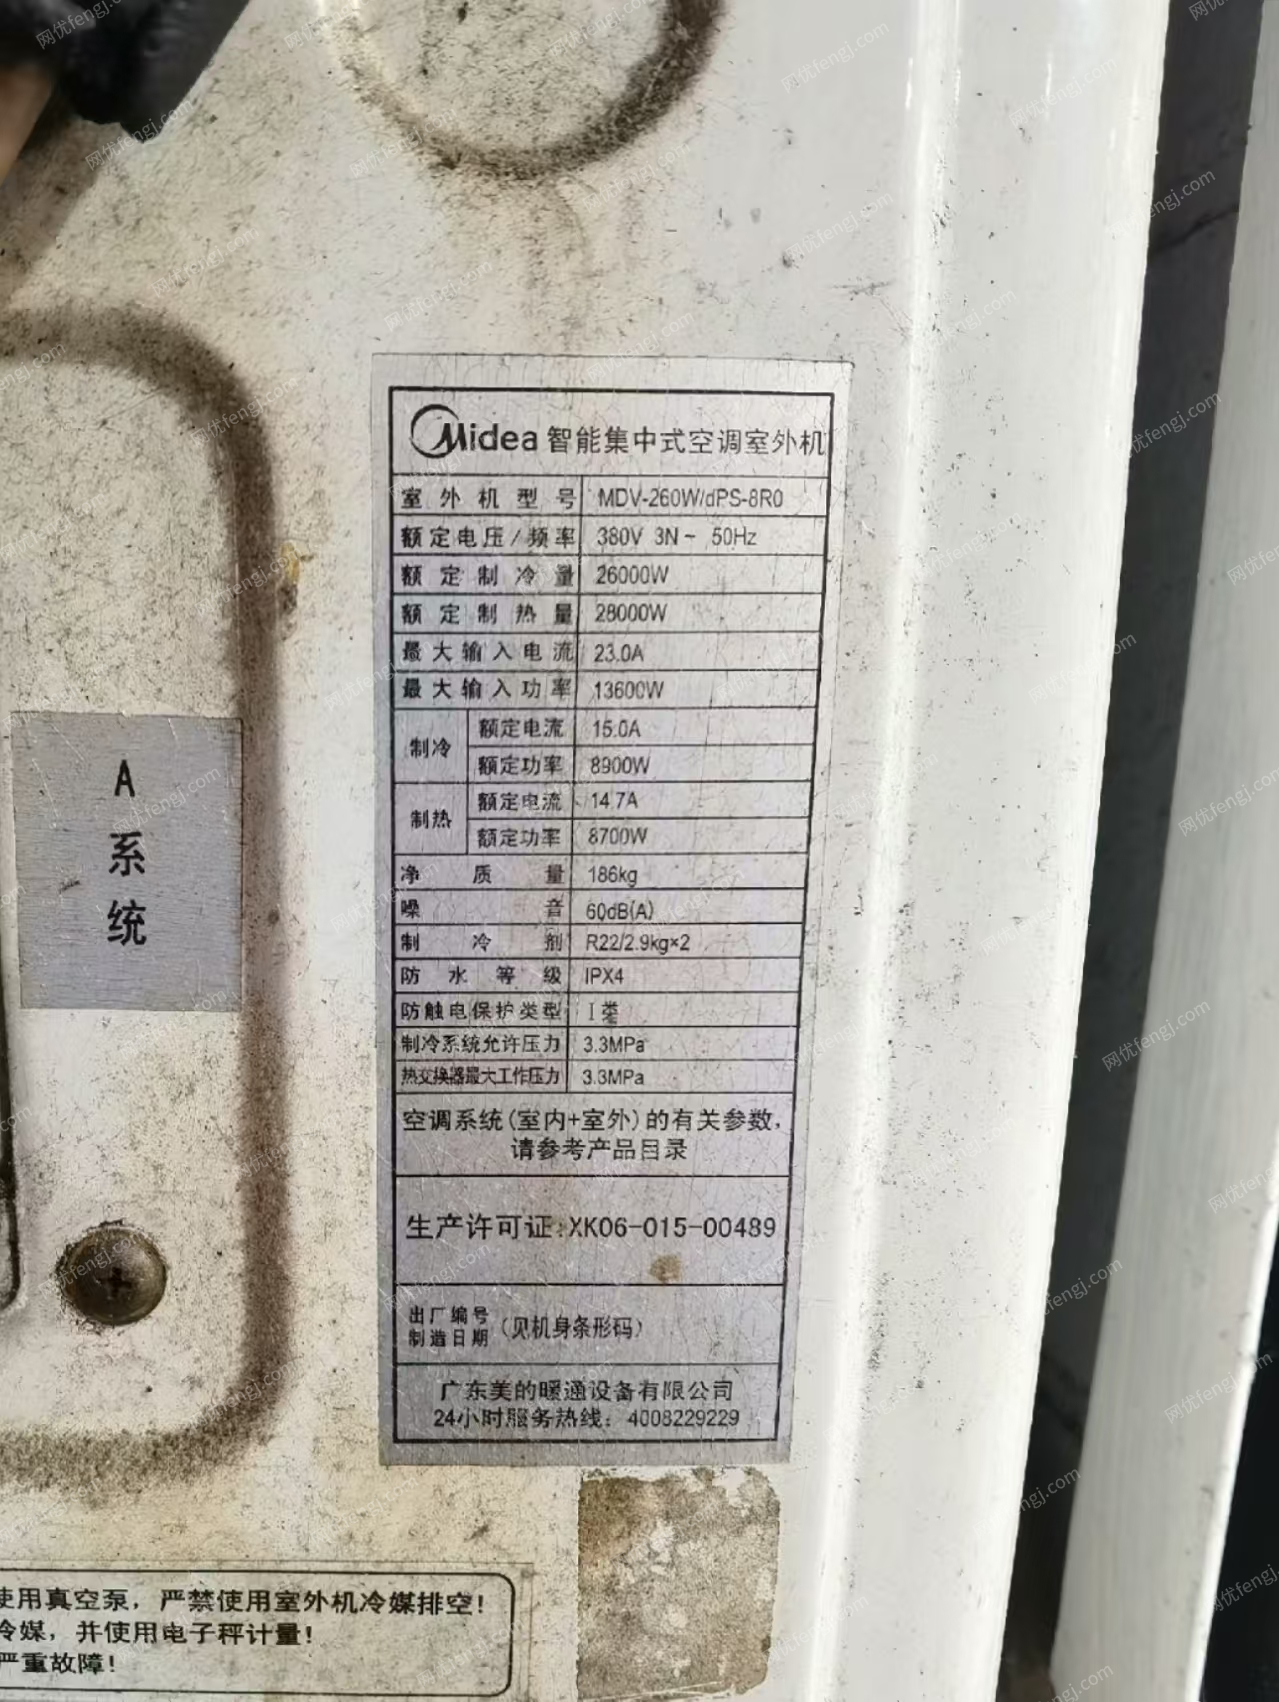 Midea 智能集中式空调室外机
室外机型号 MDV-260W/dPS-8R0
额定电压/频率 380V 3N~ 50Hz
额定制冷量 26000W
额定制热量 28000W
最大输入电流 23.0A
最大输入功率 13600W
制冷 额定电流 15.0A
额定功率 8900W
制热 额定电流 14.7A
额定功率 8700W
净质量 186kg
噪音 60dB(A)
制冷剂 R22/2.9kg×2
防水等级 IPX4
防触电保护类型 I类
制冷系统允许压力 3.3MPa
热交换器最大工作压力 3.3MPa
空调系统(室内+室外)的有关参数,
请参考产品目录
生产许可证:XK06-015-00489
出厂编号
制造日期 (见机身条形码)
广东美的暖通设备有限公司
24小时服务热线: 4008229229
A
系
统
使用真空泵，严禁使用室外机冷媒排空!
冷媒，并使用电子秤计量!
严重故障!
网优fengj.com